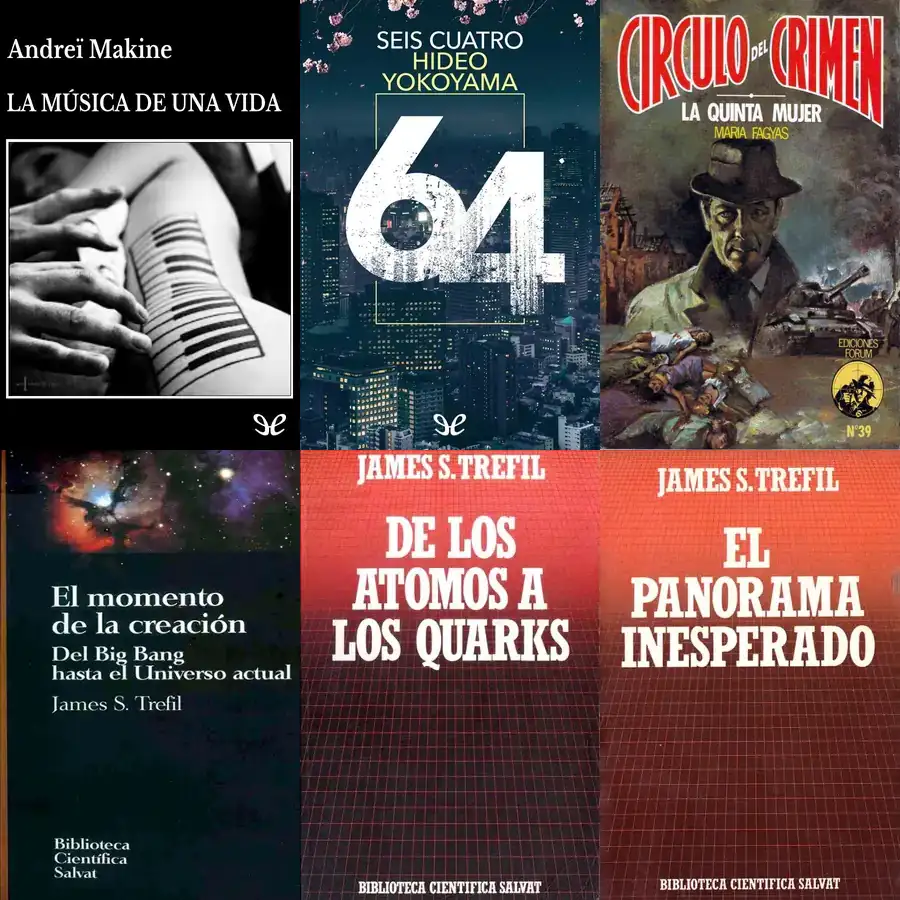 Andreï Makine
LA MÚSICA DE UNA VIDA
SEIS CUATRO
HIDEO
YOKOYAMA
64
CIRCULO DEL CRIMEN
LA QUINTA MUJER
MARIA FAGYAS
EDICIONES
FORUM
Nº39
El momento
de la creación
Del Big Bang
hasta el Universo actual
James S. Trefil
Biblioteca
Científica
Salvat
JAMES S. TREFIL
DE LOS
ATOMOS A
LOS QUARKS
BIBLIOTECA CIENTIFICA SALVAT
JAMES S. TREFIL
EL
PANORAMA
INESPERADO
BIBLIOTECA CIENTIFICA SALVAT